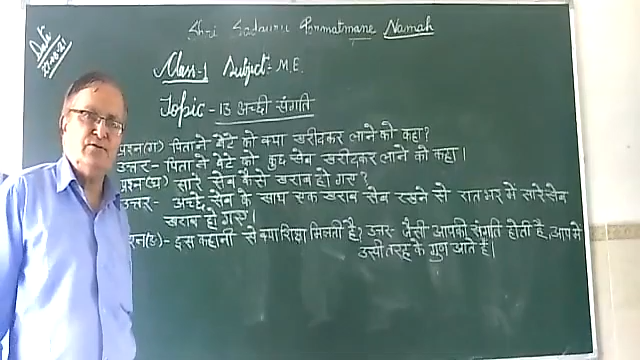 Shri Sadguru Parmatmane Namah
Date
Class-1 Subject:- M.E.
Topic - 13 अच्छी संगति
प्रश्न(ग) पिता ने बेटे को क्या खरीदकर लाने को कहा?
उत्तर- पिता ने बेटे को कुछ सेब खरीदकर लाने को कहा।
प्रश्न(घ) सारे सेब कैसे खराब हो गए?
उत्तर- अच्छे सेब के साथ एक खराब सेब रखने से रात भर में सारे सेब
खराब हो गए।
प्रश्न(ङ)- इस कहानी से क्या शिक्षा मिलती है? उत्तर- जैसी आपकी संगति होती है, आप में
उसी तरह के गुण आते हैं।